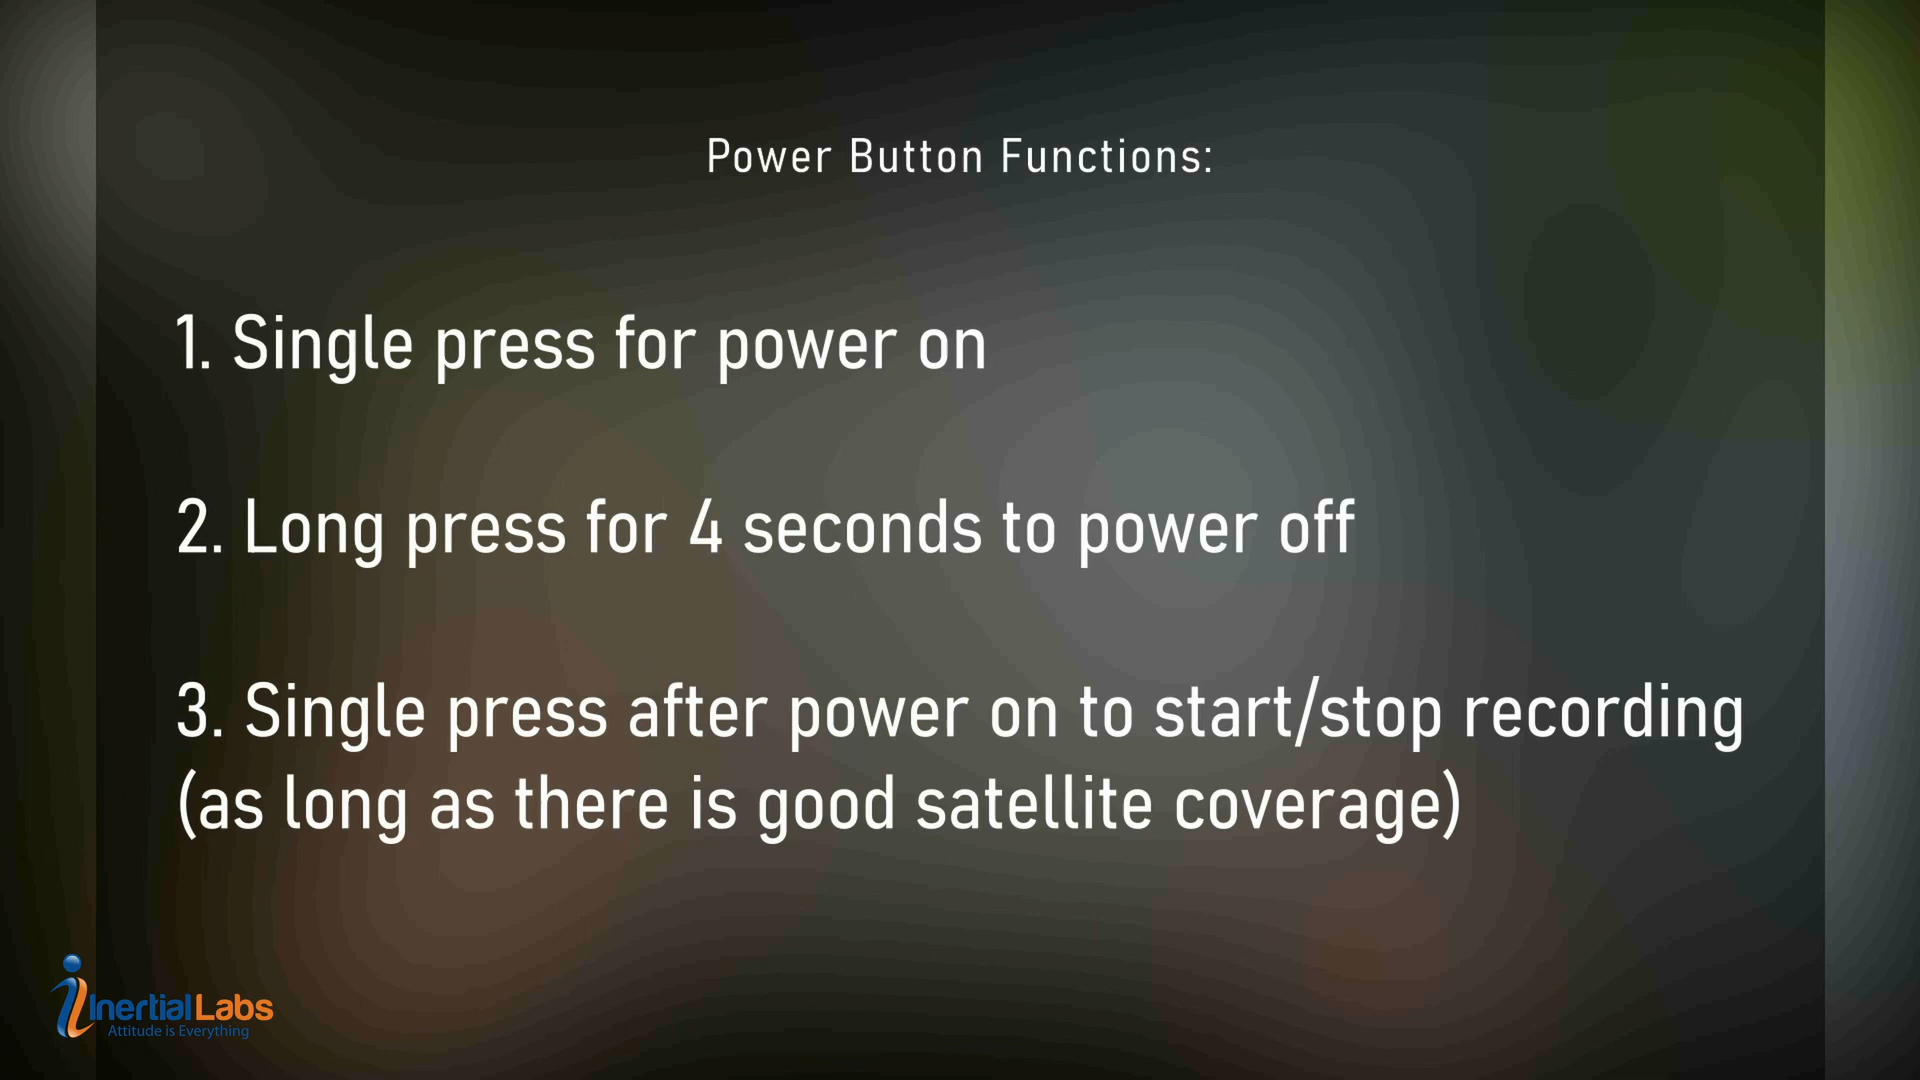 Power Button Functions:
1. Single press for power on
2. Long press for 4 seconds to power off
3. Single press after power on to start/stop recording
(as long as there is good satellite coverage)
Inertial Labs
Attitude is Everything